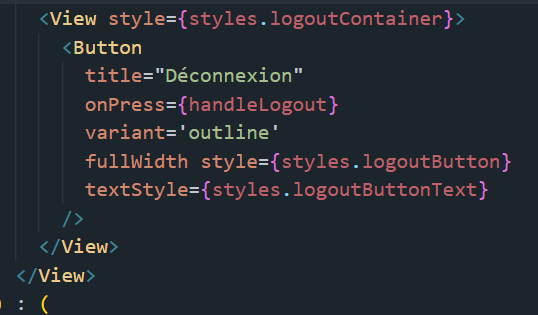 <View style={styles.logoutContainer}>
<Button
title="Déconnexion"
onPress={handleLogout}
variant='outline'
fullWidth style={styles.logoutButton}
textStyle={styles.logoutButtonText}
/>
</View>
</View>
) : (